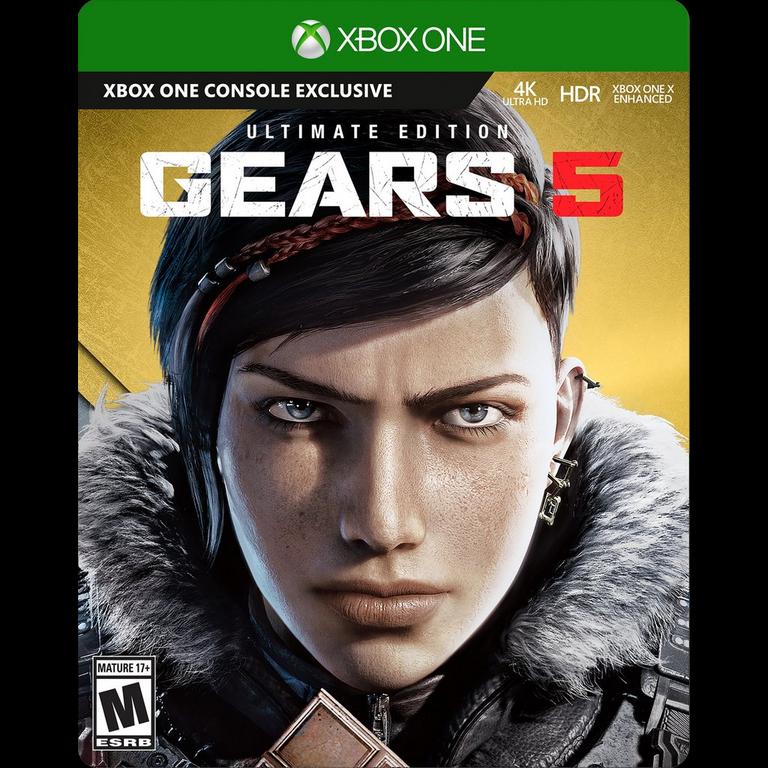 XBOX ONE
XBOX ONE CONSOLE EXCLUSIVE
4K
ULTRA HD
HDR
XBOX ONE X
ENHANCED
ULTIMATE EDITION
GEARS 5
MATURE 17+
M
ESRB